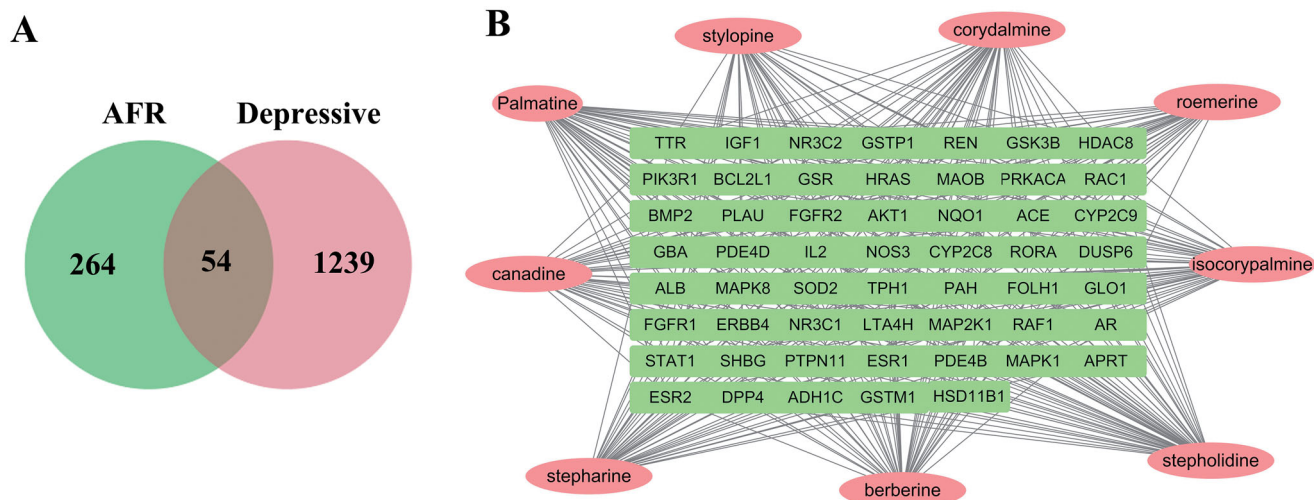 A
AFR Depressive
264 54 1239
B
stylopine corydalmine
Palmatine roemerine
TTR IGF1 NR3C2 GSTP1 REN GSK3B HDAC8
PIK3R1 BCL2L1 GSR HRAS MAOB PRKACA RAC1
BMP2 PLAU FGFR2 AKT1 NQO1 ACE CYP2C9
GBA PDE4D IL2 NOS3 CYP2C8 RORA DUSP6
canadine isocorypalmine
ALB MAPK8 SOD2 TPH1 PAH FOLH1 GLO1
FGFR1 ERBB4 NR3C1 LTA4H MAP2K1 RAF1 AR
STAT1 SHBG PTPN11 ESR1 PDE4B MAPK1 APRT
ESR2 DPP4 ADH1C GSTM1 HSD11B1
stepharine berberine stepholidine